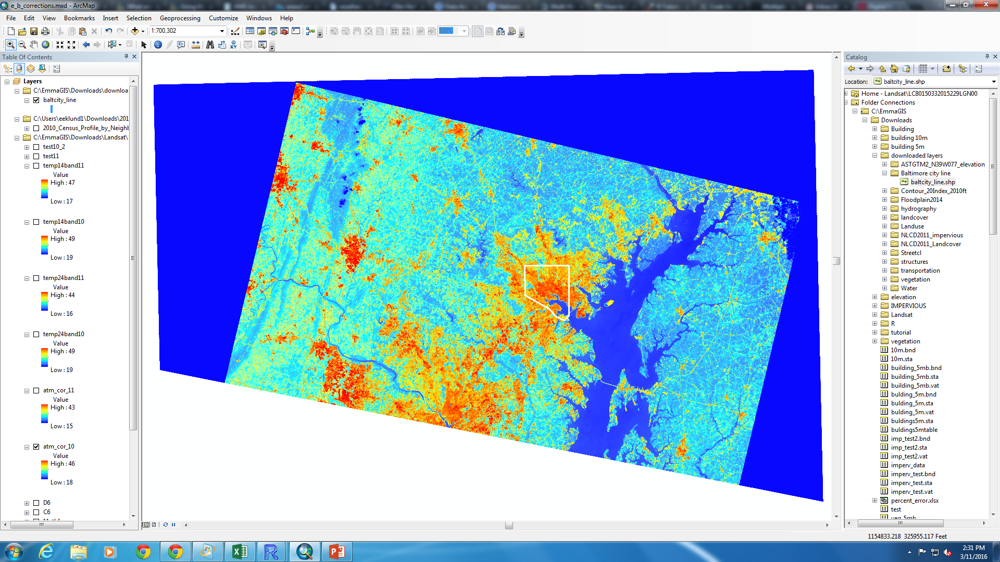 e_b_corrections.mxd - ArcMap
File Edit View Bookmarks Insert Selection Geoprocessing Customize Windows Help
1:700,302
100%
Table Of Contents
Layers
C:\EmmaGIS\Downloads\downloa
baltcity_line
C:\Users\eeklund1\Downloads\201
2010_Census_Profile_by_Neighb
C:\EmmaGIS\Downloads\Landsat\
test10_2
test11
temp14band11
Value
High : 47
Low : 17
temp14band10
Value
High : 49
Low : 19
temp24band11
Value
High : 44
Low : 16
temp24band10
Value
High : 49
Low : 19
atm_cor_11
Value
High : 43
Low : 15
atm_cor_10
Value
High : 46
Low : 18
D6
C6
Catalog
Location: baltcity_line.shp
Home - Landsat\LC80150332015229LGN00
Folder Connections
C:\EmmaGIS
Downloads
Building
building 10m
building 5m
downloaded layers
ASTGTM2_N39W077_elevation
Baltimore city line
baltcity_line.shp
Contour_20Index_2010ft
Floodplain2014
hydrography
landcover
Landuse
NLCD2011_impervious
NLCD2011_Landcover
Streetcl
structures
transportation
vegetation
Water
elevation
IMPERVIOUS
Landsat
R
tutorial
vegetation
10m.bnd
10m.sta
building_5mb.bnd
building_5mb.sta
building_5mb.vat
bulding_5m.bnd
bulding_5m.sta
bulding_5m.vat
buldings5m.sta
buldings5mtable
imp_test2.bnd
imp_test2.sta
imp_test2.vat
imperv_data
imperv_test.bnd
imperv_test.sta
imperv_test.vat
percent_error.xlsx
test
veg_5mb
1154833.218 325955.117 Feet
2:31 PM
3/11/2016